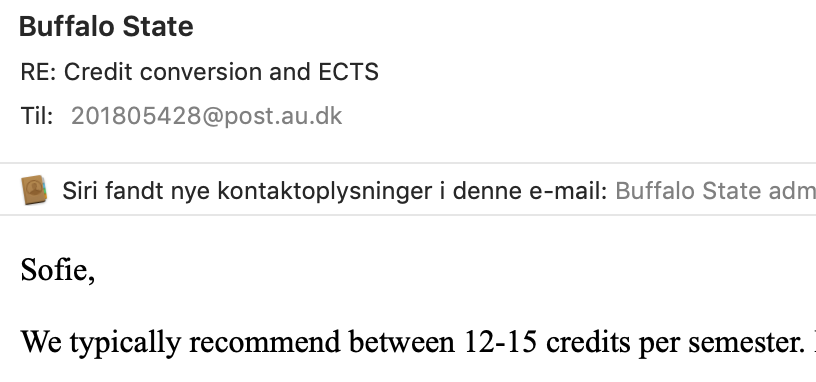 Buffalo State
RE: Credit conversion and ECTS
Til: 201805428@post.au.dk
Siri fandt nye kontaktoplysninger i denne e-mail: Buffalo State adm
Sofie,
We typically recommend between 12-15 credits per semester.